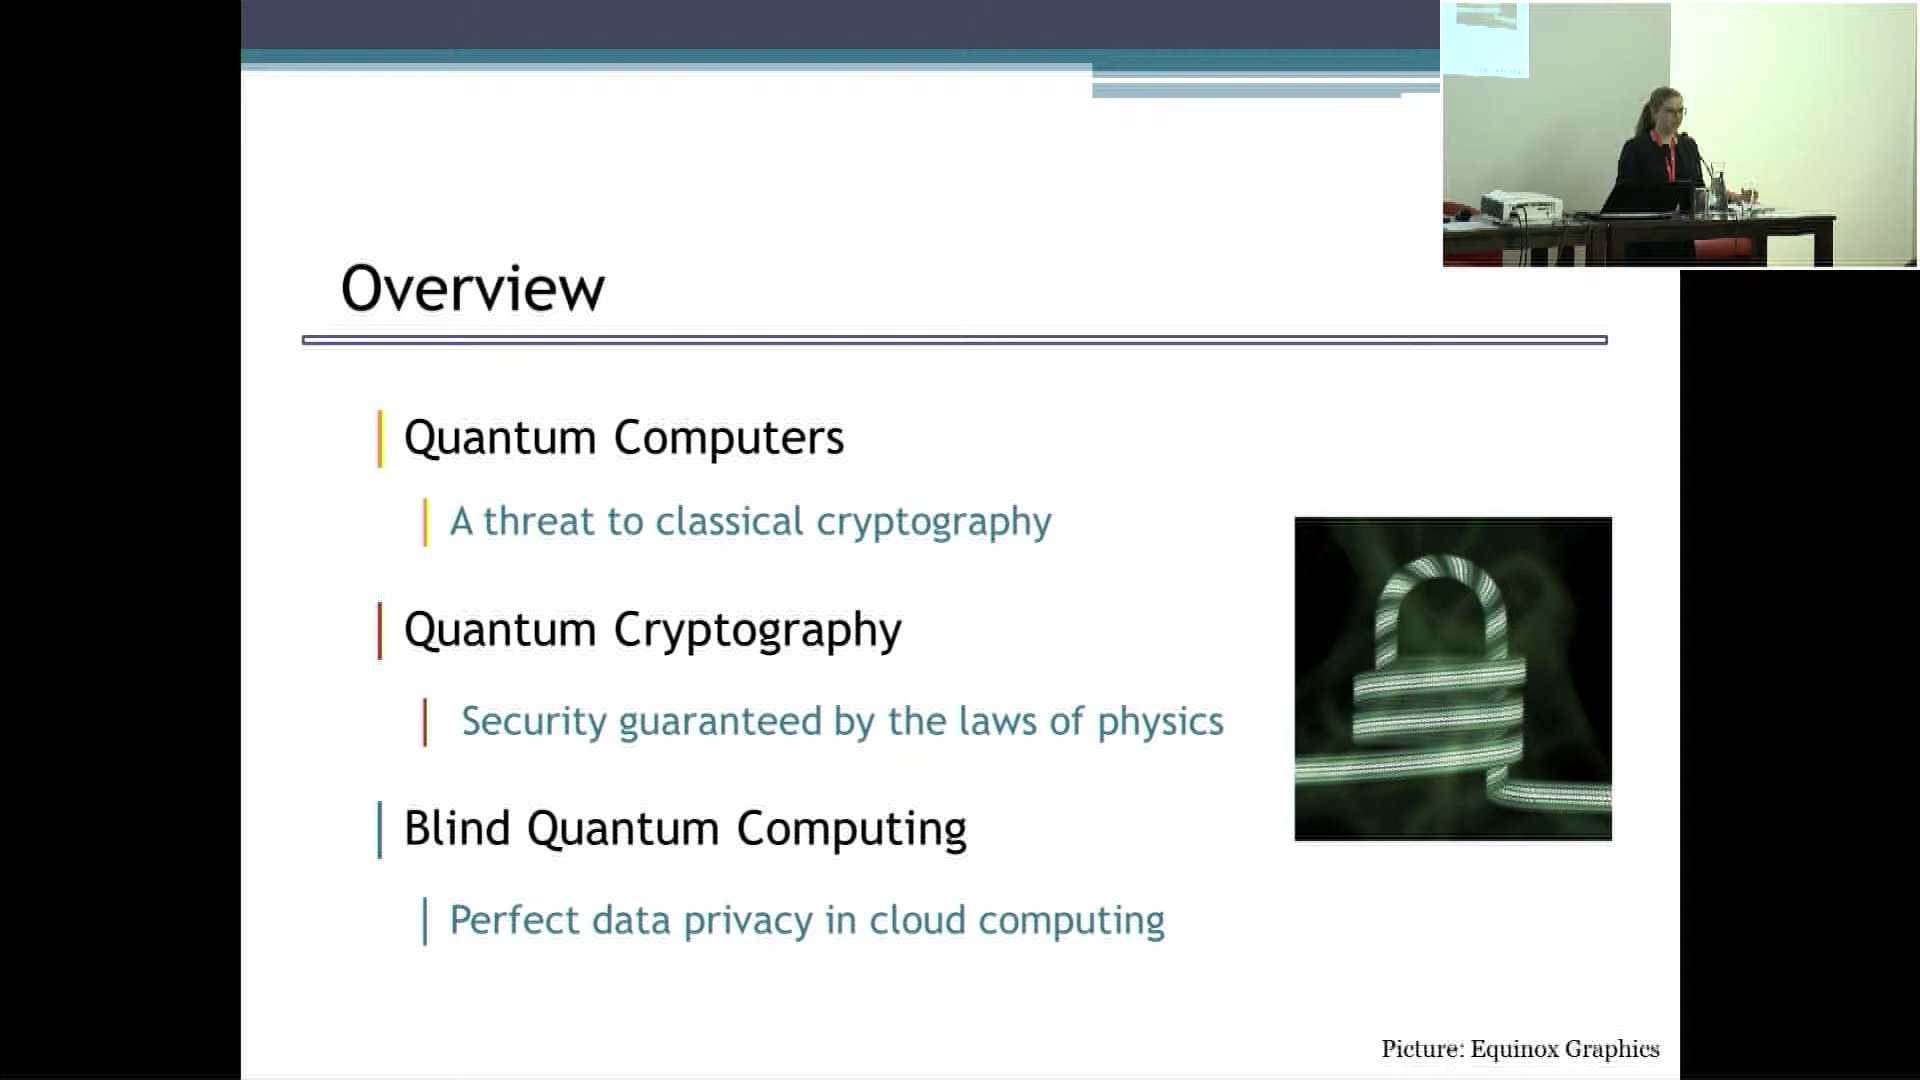 Overview
Quantum Computers
A threat to classical cryptography
Quantum Cryptography
Security guaranteed by the laws of physics
Blind Quantum Computing
Perfect data privacy in cloud computing
Picture: Equinox Graphics